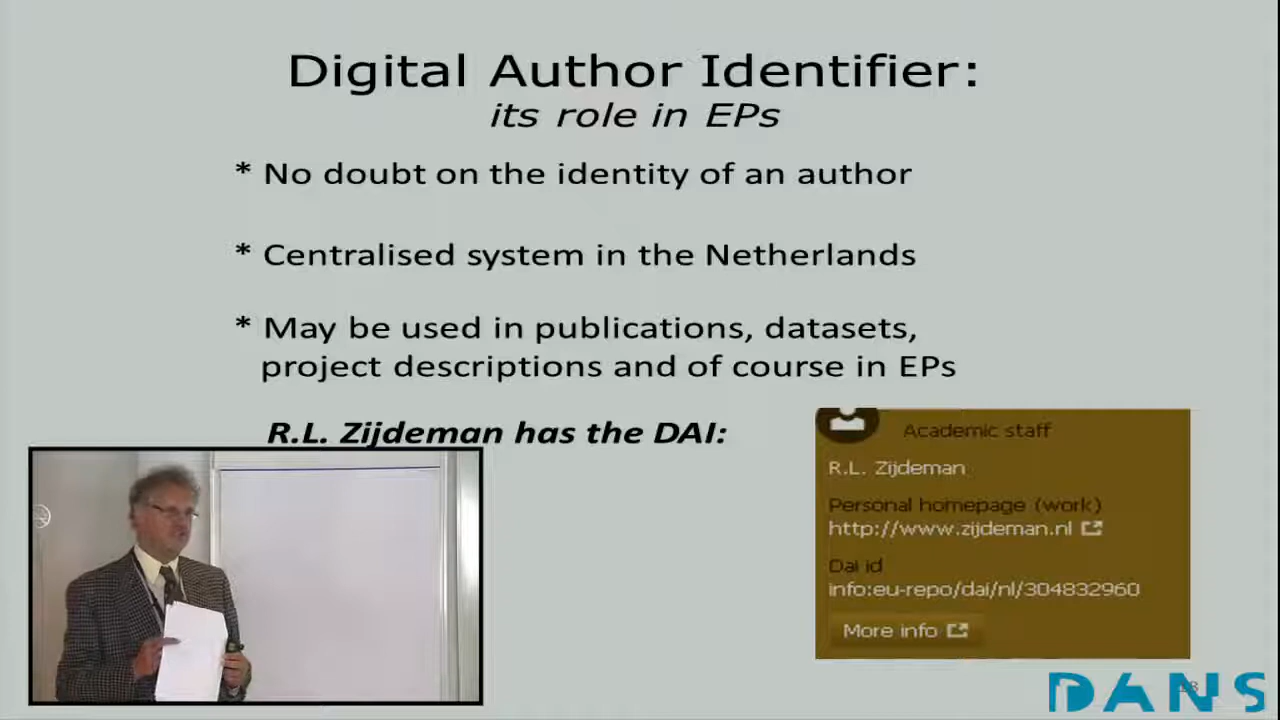 Digital Author Identifier:
its role in EPs
* No doubt on the identity of an author
* Centralised system in the Netherlands
* May be used in publications, datasets,
project descriptions and of course in EPs
R.L. Zijdeman has the DAI:
Academic staff
R.L. Zijdeman
Personal homepage (work)
http://www.zijdeman.nl
Dai id
info:eu-repo/dai/nl/304832960
More info
DANS